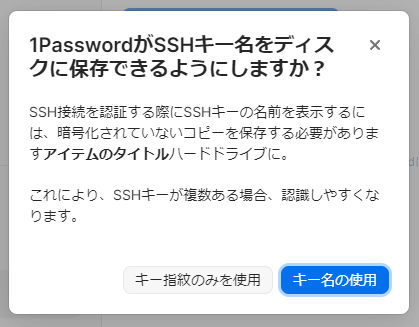 1PasswordがSSHキー名をディス
クに保存できるようにしますか？
SSH接続を認証する際にSSHキーの名前を表示するに
は、暗号化されていないコピーを保存する必要がありま
すアイテムのタイトルハードドライブに。
これにより、SSHキーが複数ある場合、認識しやすくな
ります。
キー指紋のみを使用
キー名の使用